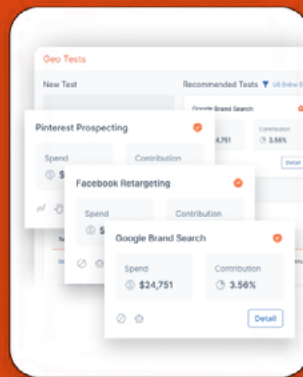 Geo Tests
New Test
Recommended Tests
Google Brand Search
Contribution
4,751
3.56%
Detail
Pinterest Prospecting
Spend
Contribution
$
Facebook Retargeting
Spend
Contribution
$
Google Brand Search
Spend
Contribution
$24,751
3.56%
Detail